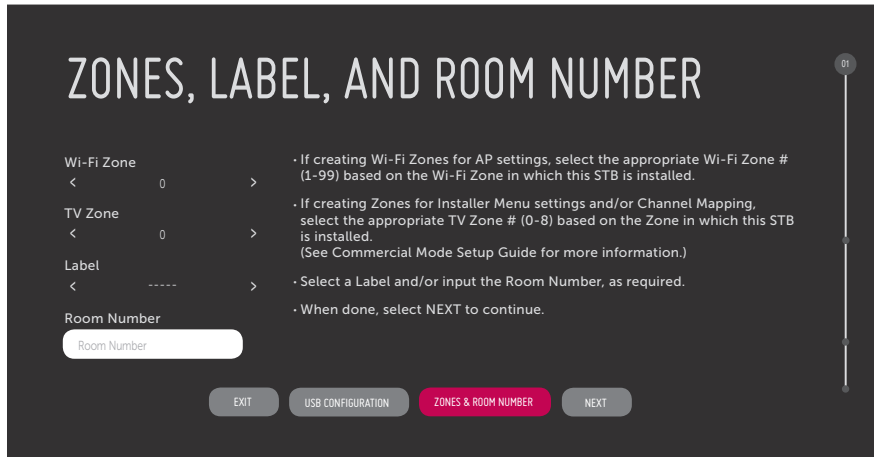 ZONES, LABEL, AND ROOM NUMBER
01
Wi-Fi Zone
< 0 >
TV Zone
< 0 >
Label
< ----- >
Room Number
Room Number
• If creating Wi-Fi Zones for AP settings, select the appropriate Wi-Fi Zone #
(1-99) based on the Wi-Fi Zone in which this STB is installed.
• If creating Zones for Installer Menu settings and/or Channel Mapping,
select the appropriate TV Zone # (0-8) based on the Zone in which this STB
is installed.
(See Commercial Mode Setup Guide for more information.)
• Select a Label and/or input the Room Number, as required.
• When done, select NEXT to continue.
EXIT
USB CONFIGURATION
ZONES & ROOM NUMBER
NEXT